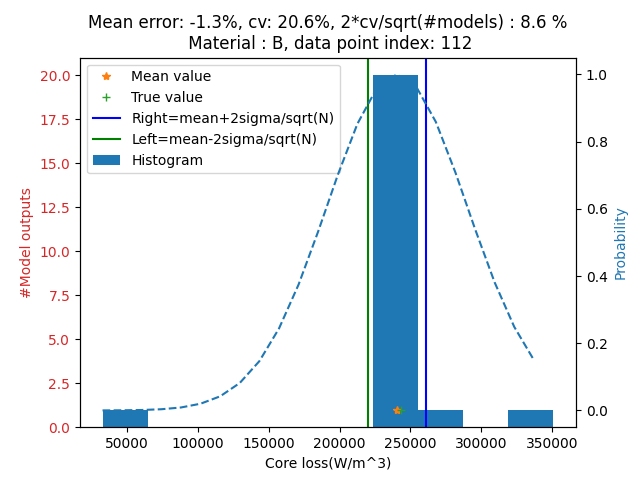 Mean error: -1.3%, cv: 20.6%, 2*cv/sqrt(#models) : 8.6 %
Material : B, data point index: 112
Mean value
True value
Right=mean+2sigma/sqrt(N)
Left=mean-2sigma/sqrt(N)
Histogram
20.0
17.5
15.0
12.5
10.0
7.5
5.0
2.5
0.0
#Model outputs
1.0
0.8
0.6
0.4
0.2
0.0
Probability
50000 100000 150000 200000 250000 300000 350000
Core loss(W/m^3)